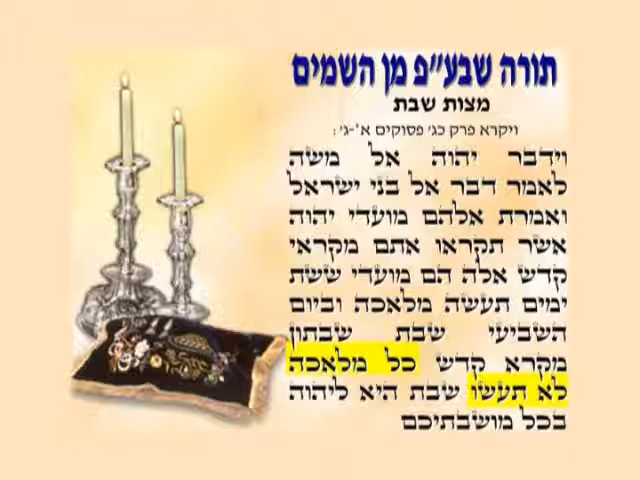 תורה שבע"פ מן השמים
מצות שבת
ויקרא פרק כג' פסוקים א'-ג':
וידבר יהוה אל משה
לאמר דבר אל בני ישראל
ואמרת אלהם מועדי יהוה
אשר תקראו אתם מקראי
קדש אלה הם מועדי ששת
ימים תעשה מלאכה וביום
השביעי שבת שבתון
מקרא קדש כל מלאכה
לא תעשו שבת היא ליהוה
בכל מושבתיכם